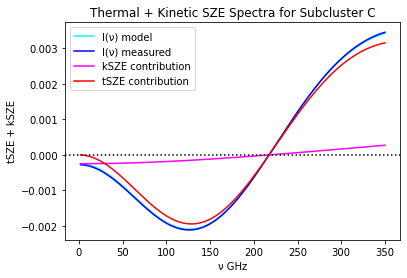 Thermal + Kinetic SZE Spectra for Subcluster C
I(ν) model
I(ν) measured
kSZE contribution
tSZE contribution
tSZE + kSZE
0.003
0.002
0.001
0.000
−0.001
−0.002
0 50 100 150 200 250 300 350
ν GHz